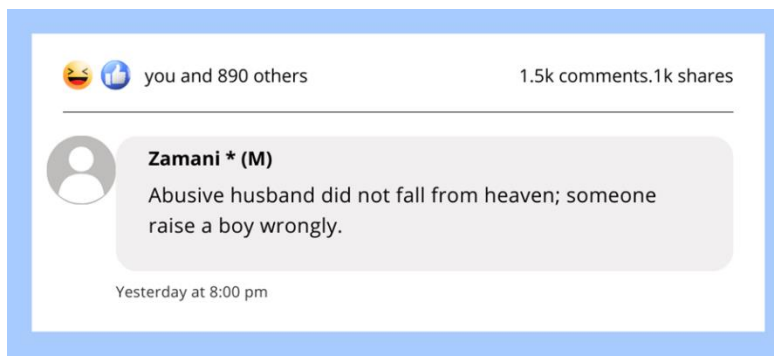 you and 890 others 1.5k comments.1k shares
Zamani * (M)
Abusive husband did not fall from heaven; someone
raise a boy wrongly.
Yesterday at 8:00 pm